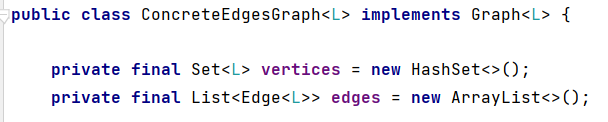 public class ConcreteEdgesGraph<L> implements Graph<L> {
private final Set<L> vertices = new HashSet<>();
private final List<Edge<L>> edges = new ArrayList<>();